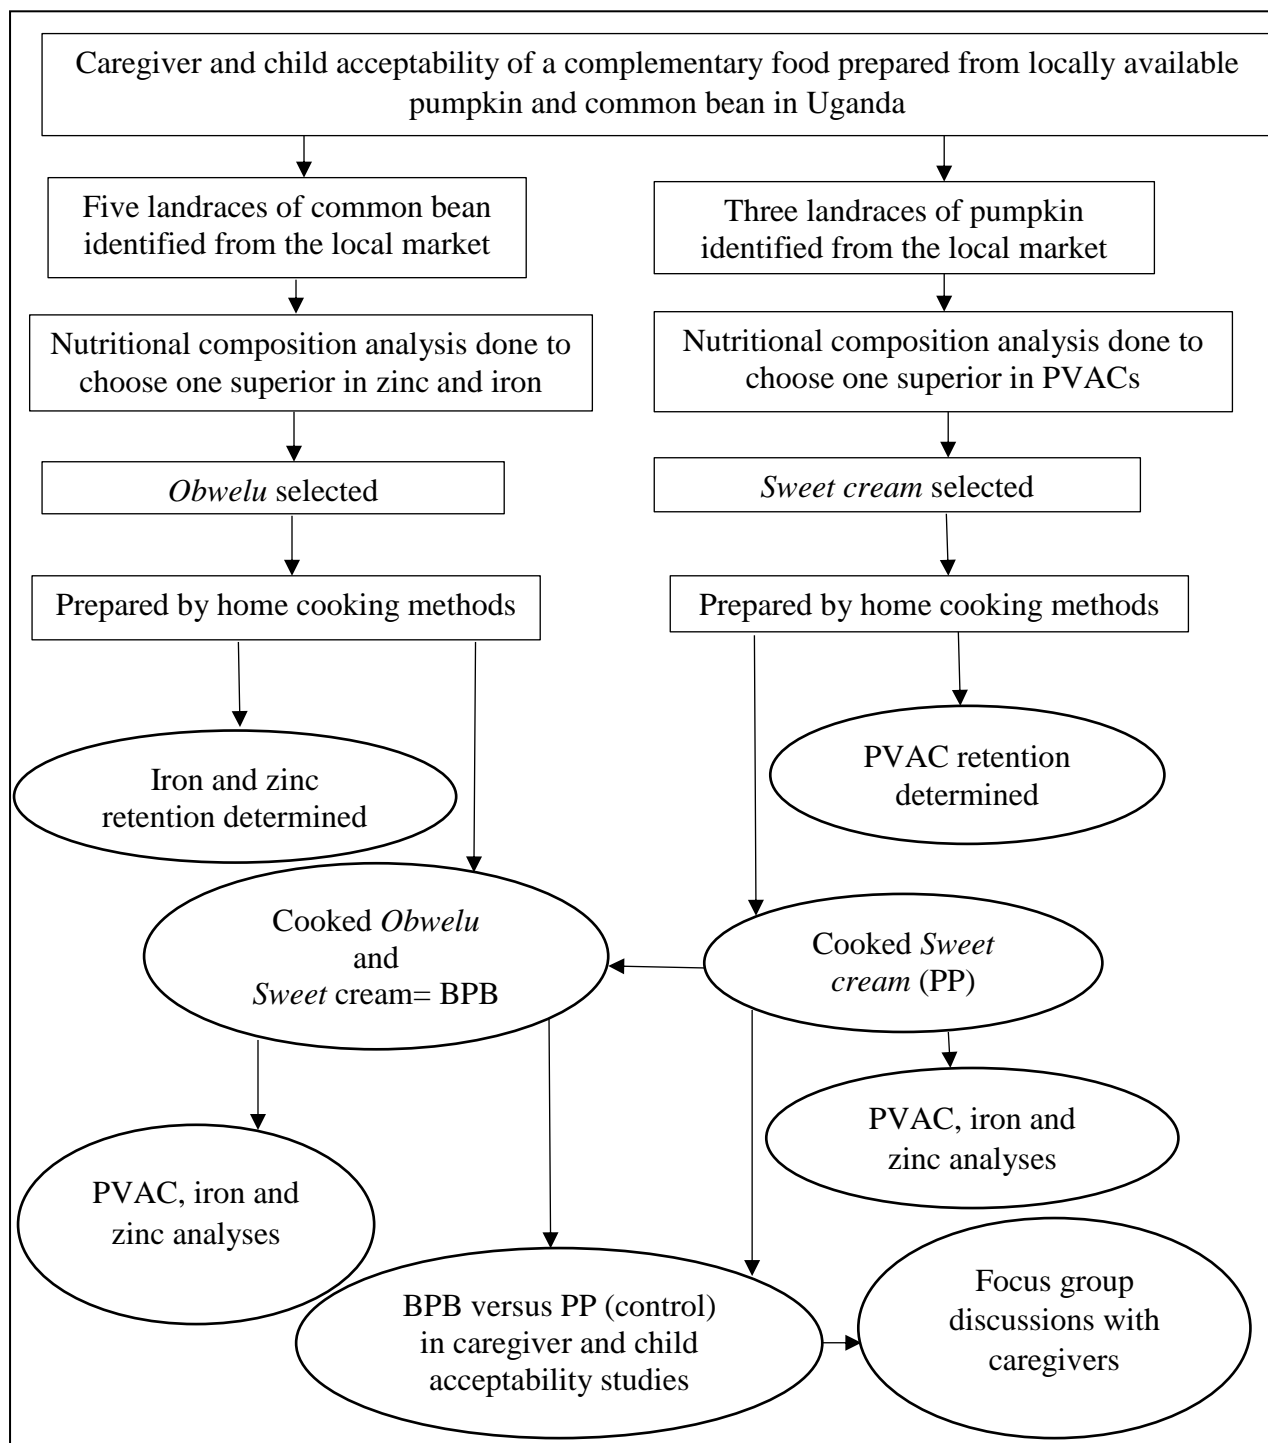 Caregiver and child acceptability of a complementary food prepared from locally available
pumpkin and common bean in Uganda
Five landraces of common bean
identified from the local market
Three landraces of pumpkin
identified from the local market
Nutritional composition analysis done to
choose one superior in zinc and iron
Nutritional composition analysis done to
choose one superior in PVACs
Obwelu selected
Sweet cream selected
Prepared by home cooking methods
Prepared by home cooking methods
Iron and zinc
retention determined
PVAC retention
determined
Cooked Obwelu
and
Sweet cream= BPB
Cooked Sweet
cream (PP)
PVAC, iron and
zinc analyses
PVAC, iron and
zinc analyses
BPB versus PP (control)
in caregiver and child
acceptability studies
Focus group
discussions with
caregivers